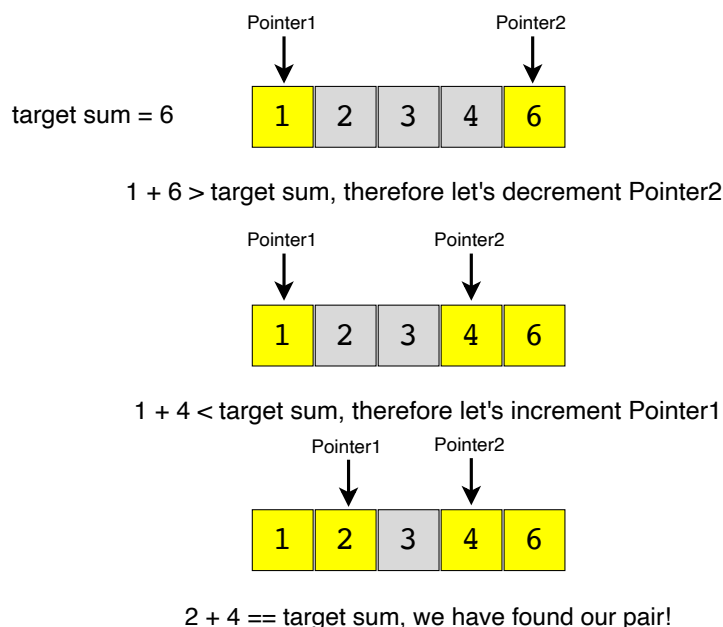 Pointer1 Pointer2
target sum = 6 1 2 3 4 6
1 + 6 > target sum, therefore let's decrement Pointer2
Pointer1 Pointer2
1 2 3 4 6
1 + 4 < target sum, therefore let's increment Pointer1
Pointer1 Pointer2
1 2 3 4 6
2 + 4 == target sum, we have found our pair!